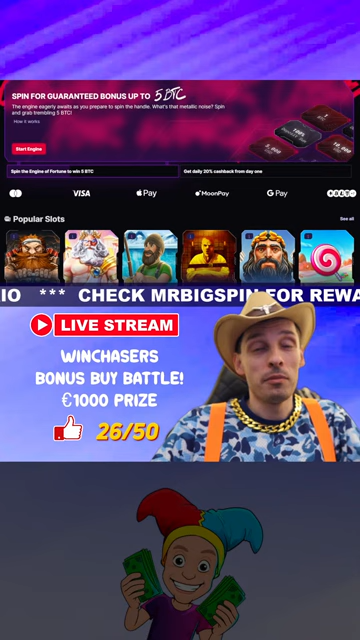 SPIN FOR GUARANTEED BONUS UP TO 5 BTC
The engine eagerly awaits as you prepare to spin the handle. What's that metallic noise? Spin
and grab trembling 5 BTC!
How it works
Start Engine
100%
10,000
Spin the Engine of Fortune to win 5 BTC
Get daily 20% cashback from day one
VISA
Pay
MoonPay
G Pay
Popular Slots
See all
IO *** CHECK MRBIGSPIN FOR REWA
LIVE STREAM
WINCHASERS
BONUS BUY BATTLE!
€1000 PRIZE
26/50